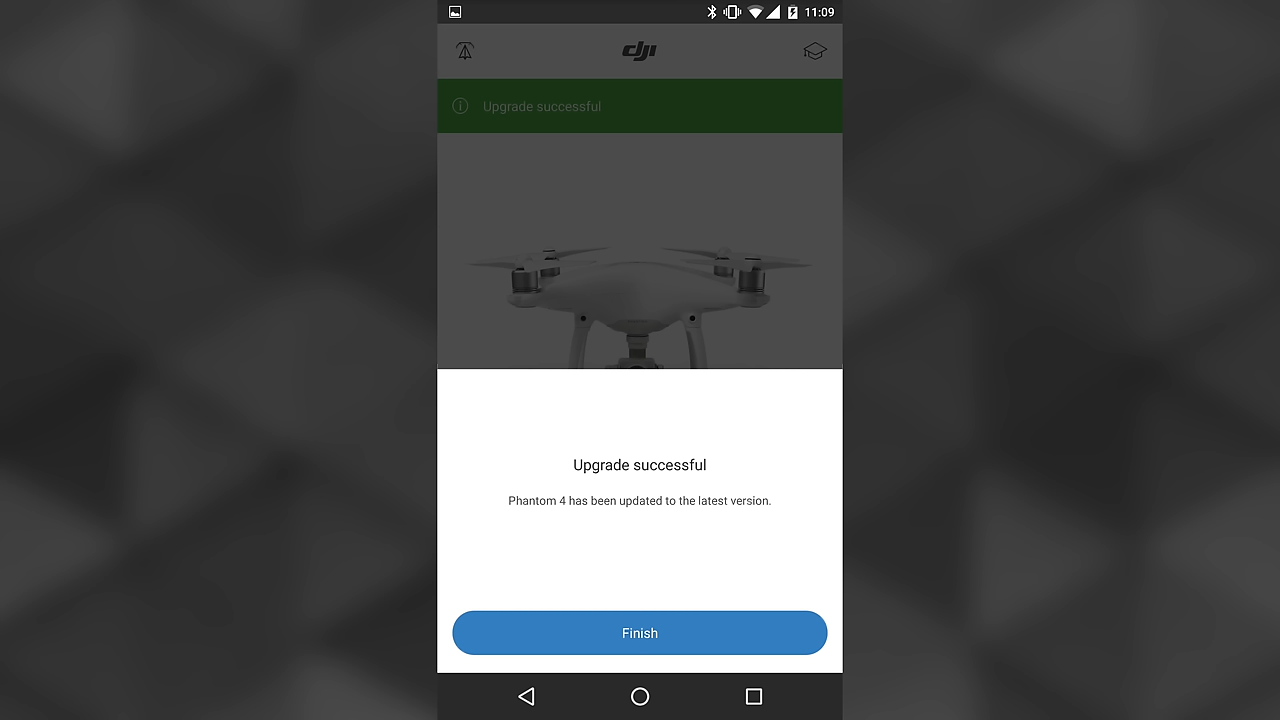 11:09
dji
Upgrade successful
Upgrade successful
Phantom 4 has been updated to the latest version.
Finish